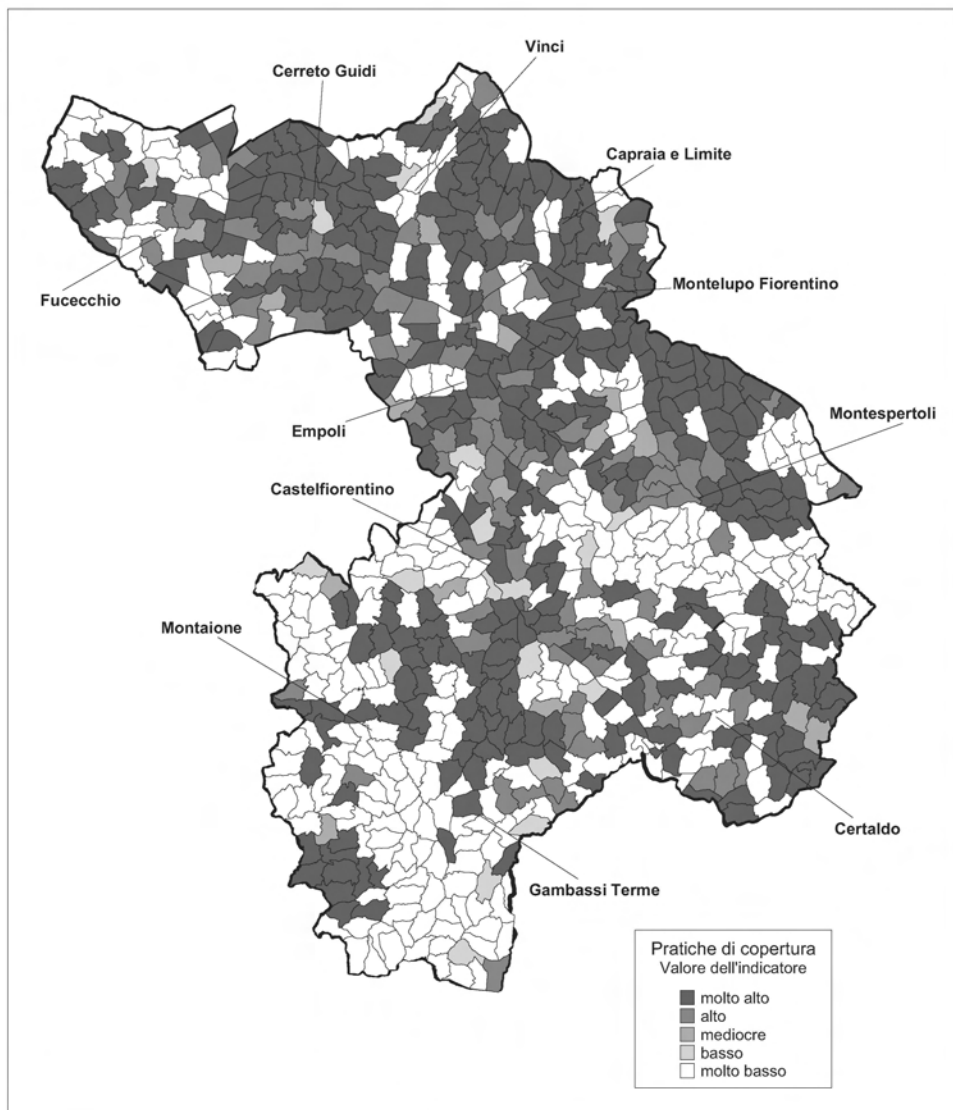 Vinci
Cerreto Guidi
Capraia e Limite
Fucecchio
Montelupo Fiorentino
Empoli
Montespertoli
Castelfiorentino
Montaione
Certaldo
Gambassi Terme
Pratiche di copertura
Valore dell'indicatore
molto alto
alto
mediocre
basso
molto basso